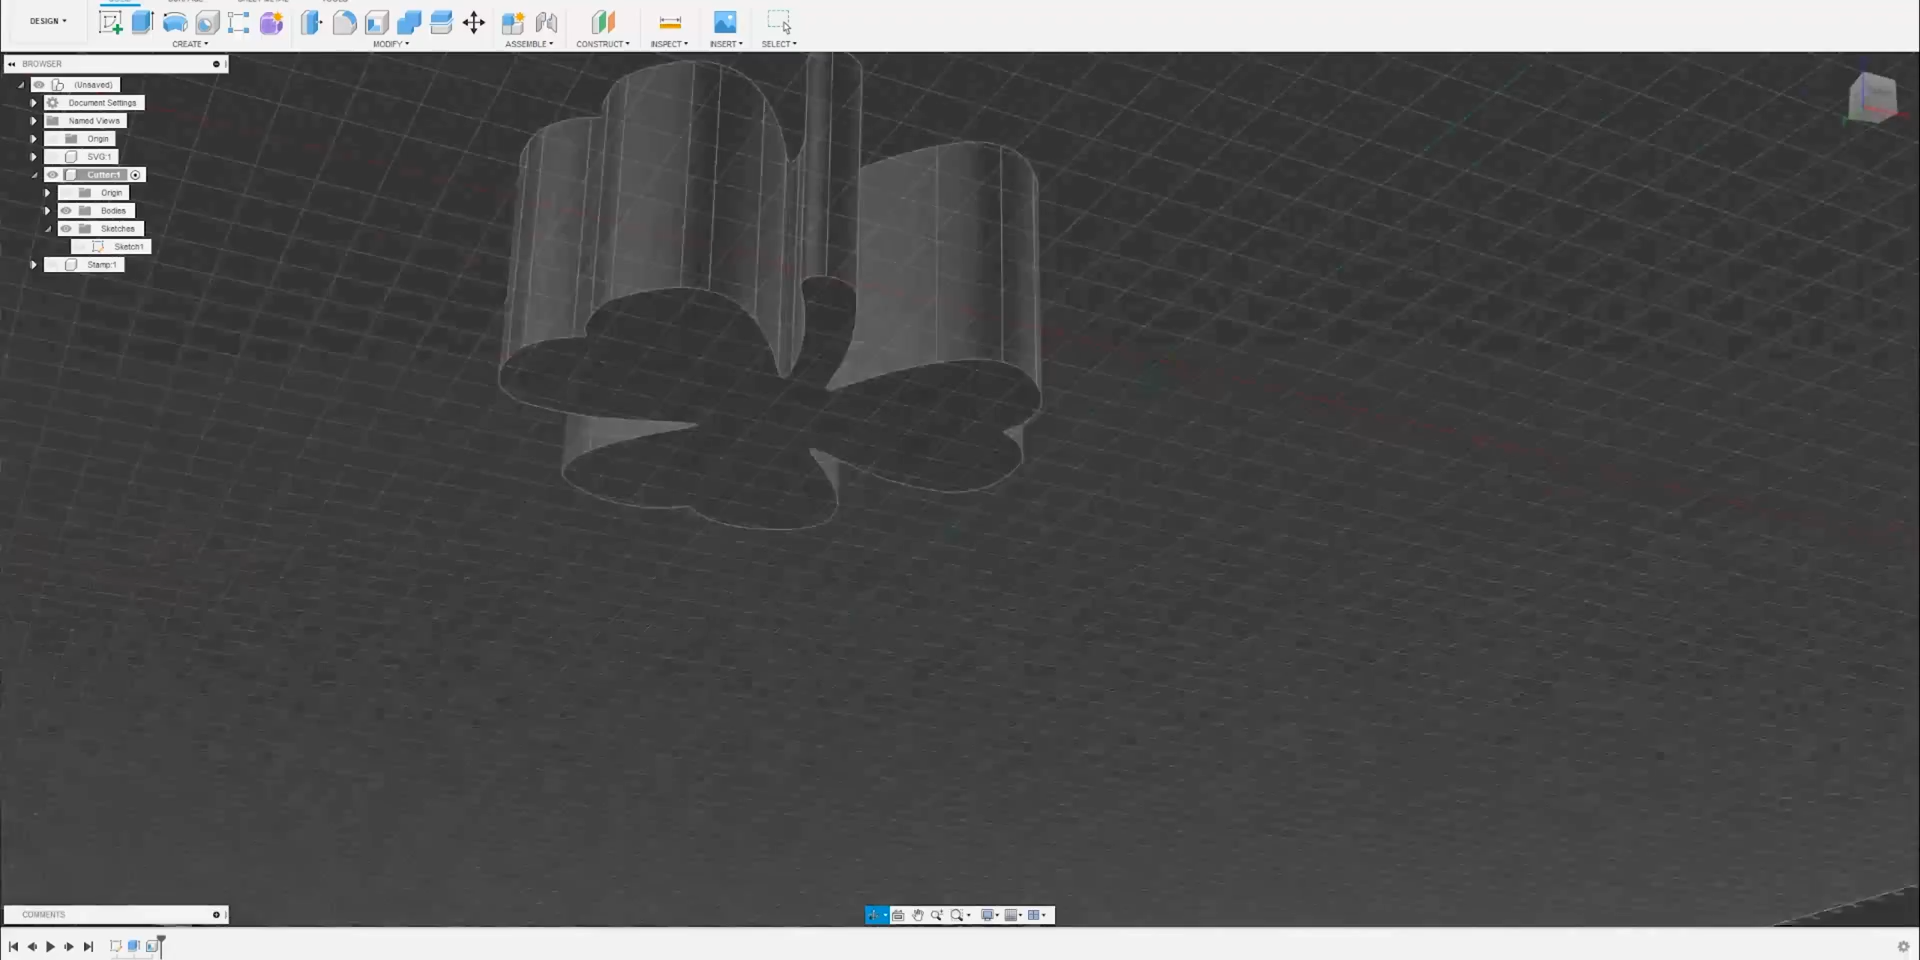 DESIGN
CREATE
MODIFY
ASSEMBLE
CONSTRUCT
INSPECT
INSERT
SELECT
BROWSER
(Unsaved)
Document Settings
Named Views
Origin
SVG:1
Cutter:1
Origin
Bodies
Sketches
Sketch1
Stamp:1
COMMENTS